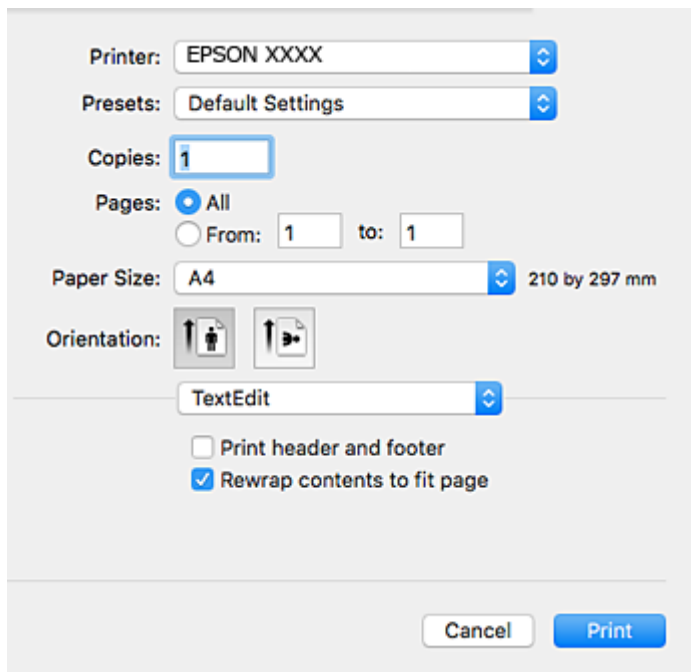 Printer: EPSON XXXX
Presets: Default Settings
Copies: 1
Pages: All
From: 1 to: 1
Paper Size: A4 210 by 297 mm
Orientation:
TextEdit
Print header and footer
Rewrap contents to fit page
Cancel Print